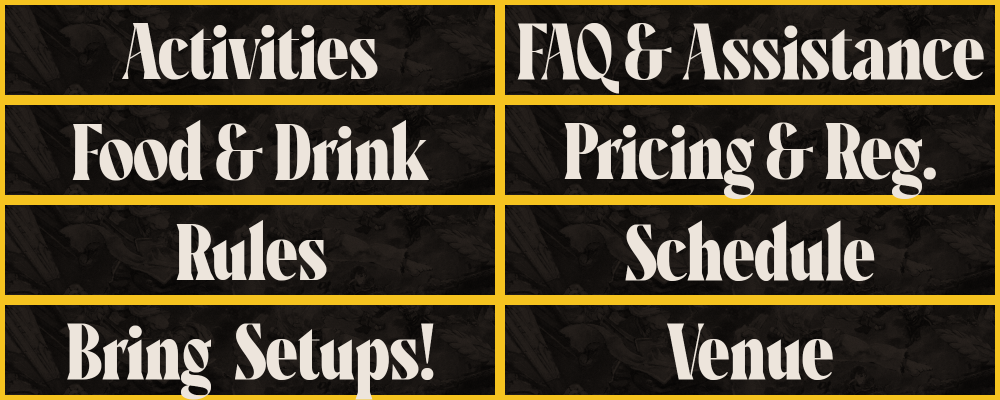 Activities
FAQ & Assistance
Food & Drink
Pricing & Reg.
Rules
Schedule
Bring Setups!
Venue